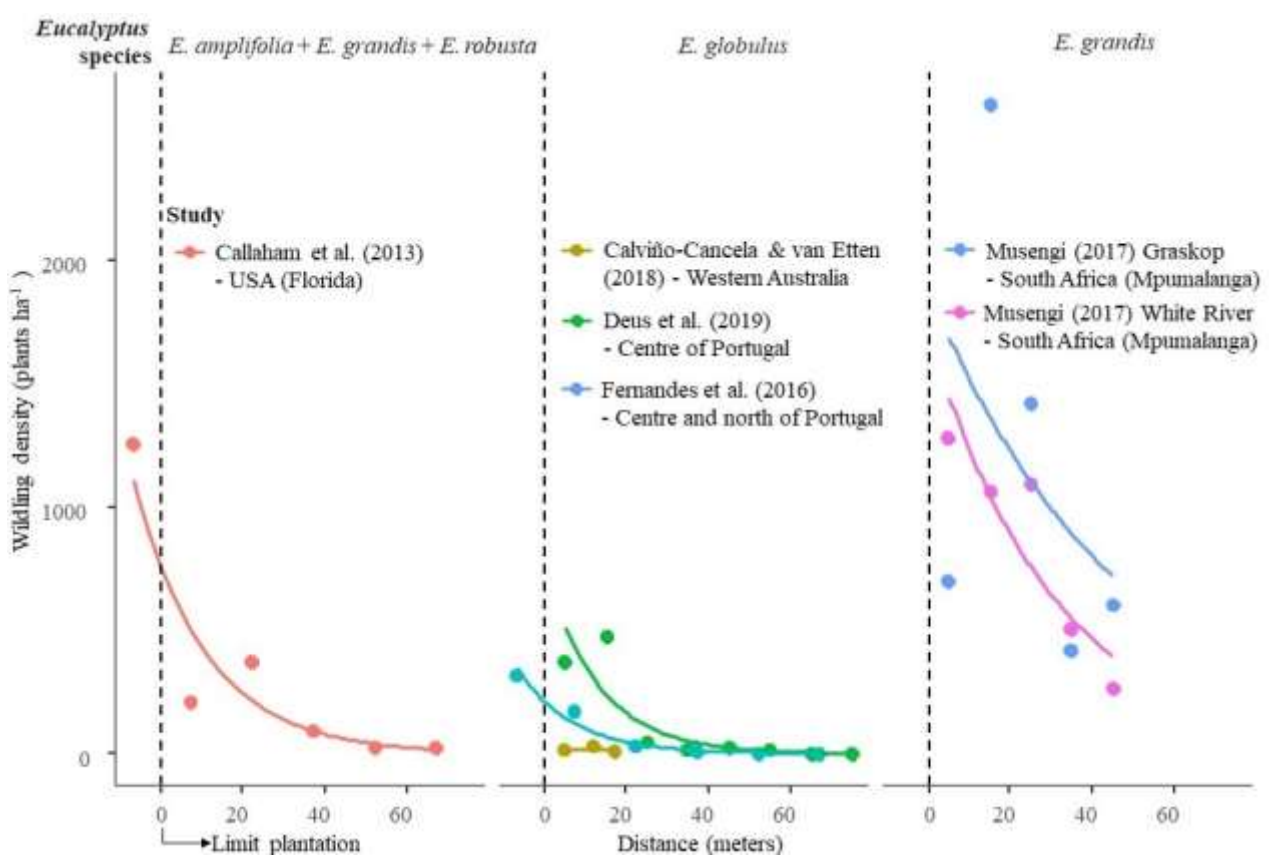 Eucalyptus
species
E. amplifolia + E. grandis + E. robusta
E. globulus
E. grandis
Wildling density (plants ha-1 )
2000
1000
0
Study
Callaham et al. (2013)
- USA (Florida)
Calviño-Cancela & van Etten
(2018) - Western Australia
Deus et al. (2019)
- Centre of Portugal
Fernandes et al. (2016)
- Centre and north of Portugal
Musengi (2017) Graskop
- South Africa (Mpumalanga)
Musengi (2017) White River
- South Africa (Mpumalanga)
0 20 40 60
0 20 40 60
0 20 40 60
Limit plantation
Distance (meters)